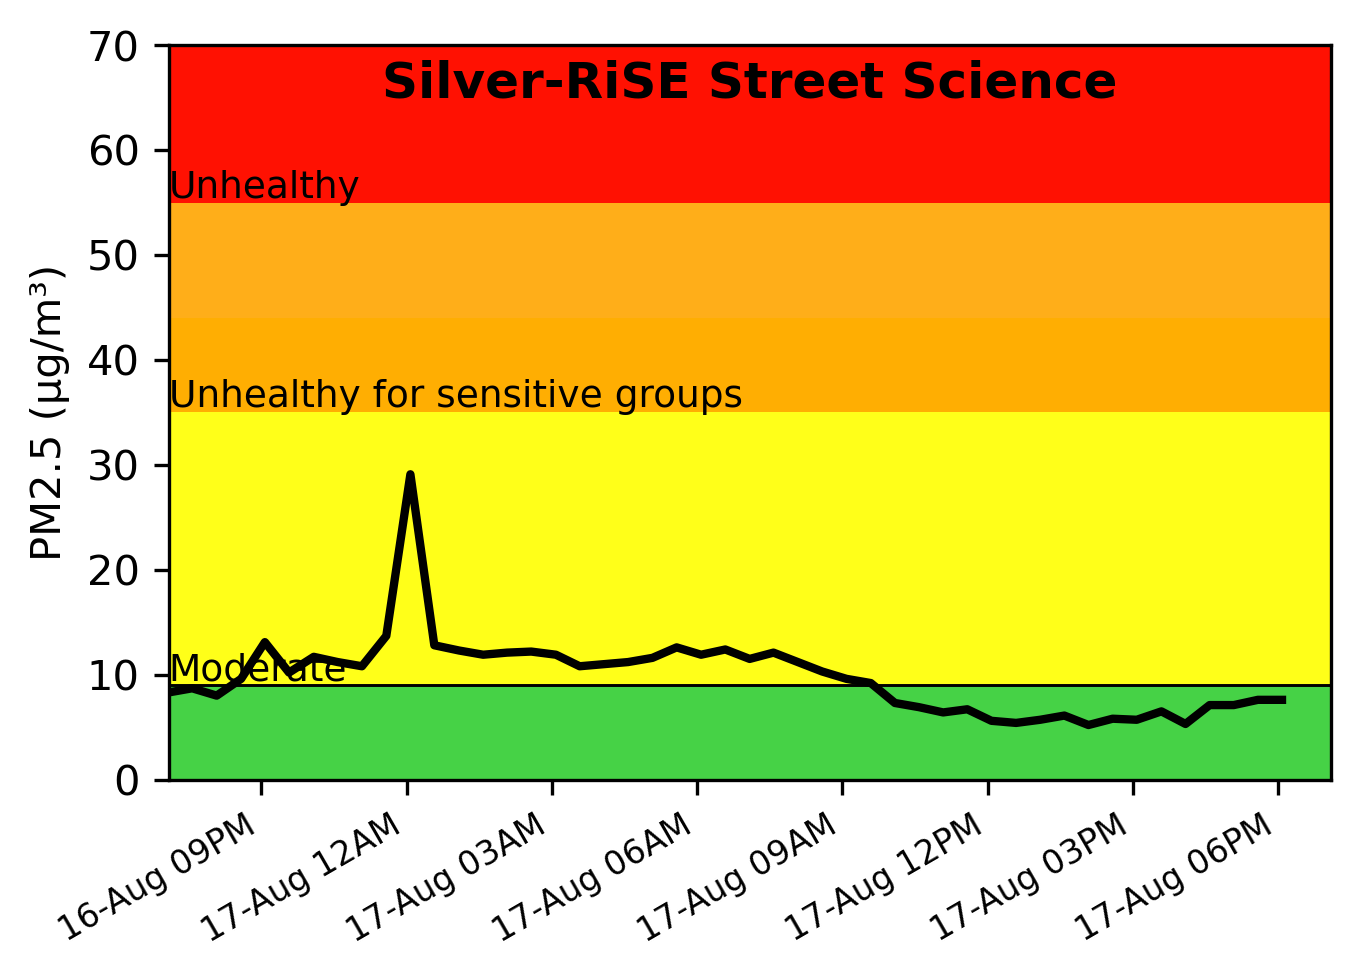 Silver-RiSE Street Science
70
60
50
40
30
20
10
0
PM2.5 (µg/m³)
Unhealthy
Unhealthy for sensitive groups
Moderate
16-Aug 09PM
17-Aug 12AM
17-Aug 03AM
17-Aug 06AM
17-Aug 09AM
17-Aug 12PM
17-Aug 03PM
17-Aug 06PM